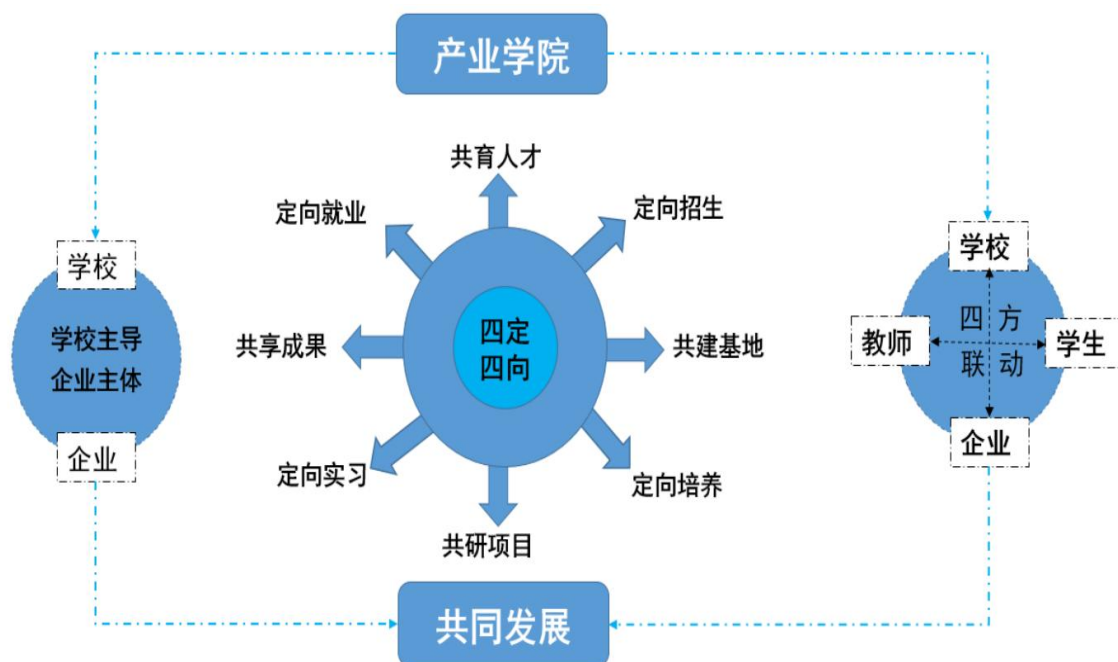 产业学院
共育人才
定向就业
定向招生
学校
学校主导
企业主体
企业
共享成果
四定
四向
共建基地
定向实习
定向培养
共研项目
学校
教师
四方
联动
学生
企业
共同发展